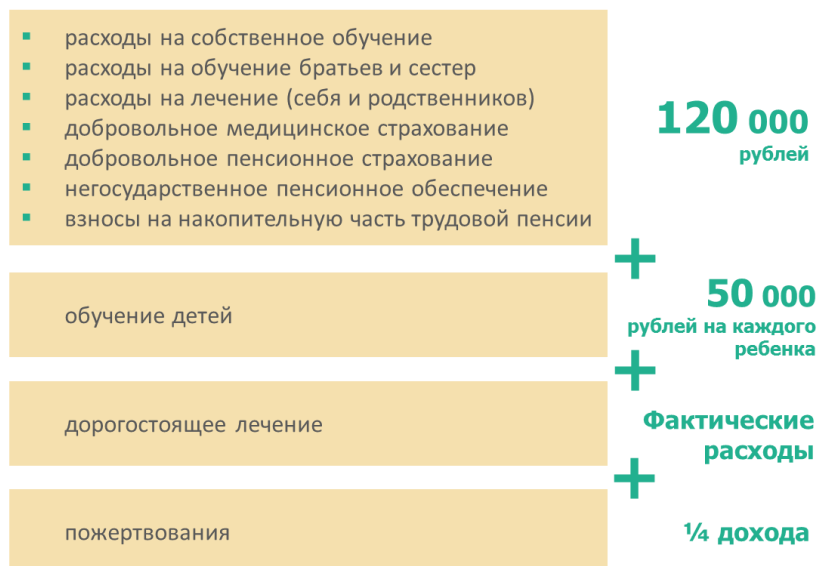 ▪ расходы на собственное обучение
▪ расходы на обучение братьев и сестер
▪ расходы на лечение (себя и родственников)
▪ добровольное медицинское страхование
▪ добровольное пенсионное страхование
▪ негосударственное пенсионное обеспечение
▪ взносы на накопительную часть трудовой пенсии
120 000
рублей
+
обучение детей
50 000
рублей на каждого
ребенка
+
дорогостоящее лечение
Фактические
расходы
+
пожертвования
¼ дохода